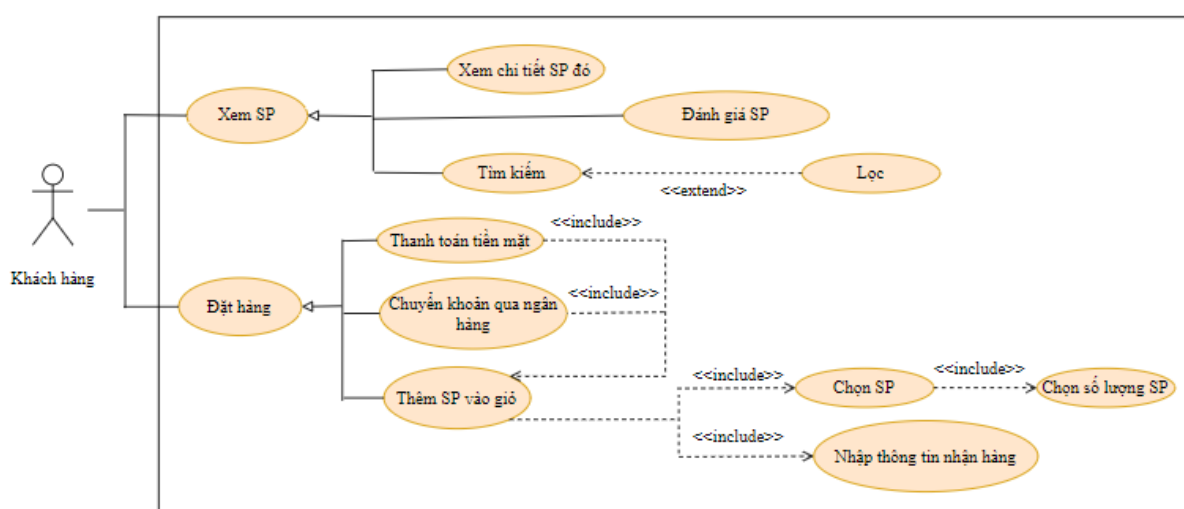 Xem chi tiết SP đó
Xem SP
Đánh giá SP
Tìm kiếm
Lọc
<<extend>>
<<include>>
Thanh toán tiền mặt
Khách hàng
Đặt hàng
Chuyển khoản qua ngân
hàng
<<include>>
Thêm SP vào giỏ
<<include>>
Chọn SP
<<include>>
Chọn số lượng SP
<<include>>
Nhập thông tin nhận hàng